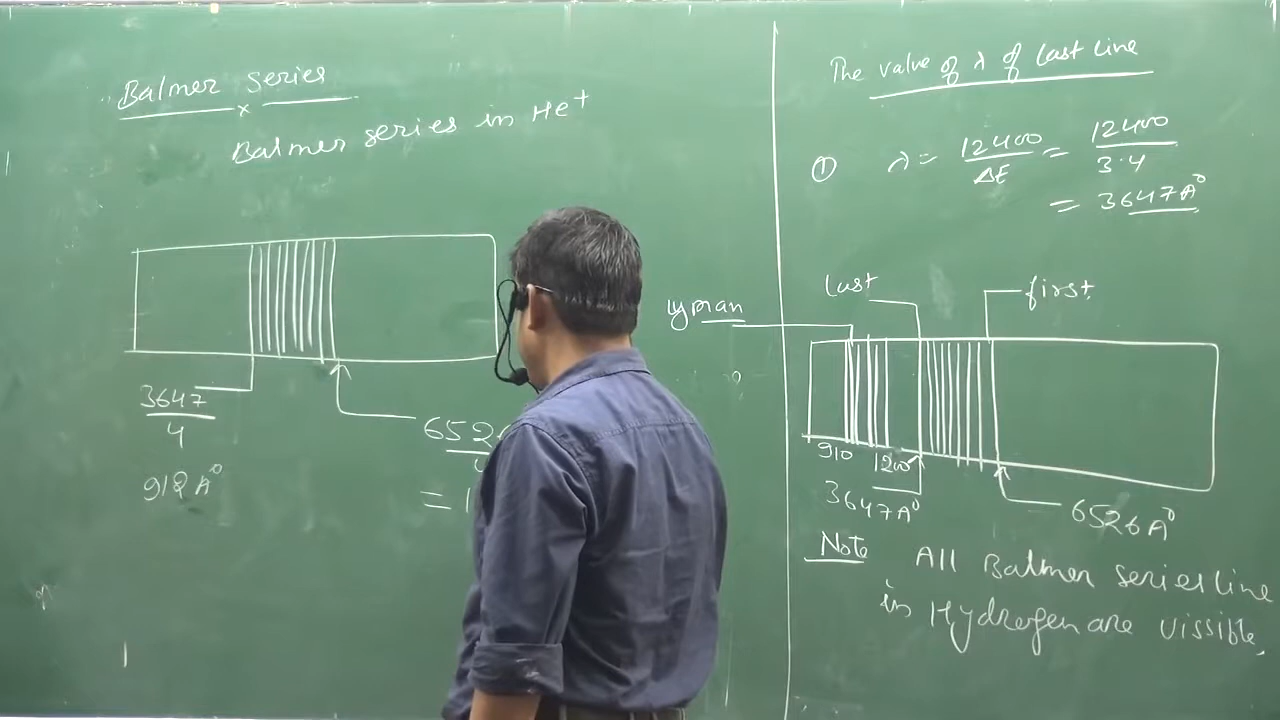 Balmer series
x
Balmer series in He+
3647
4
912 A°
6526
= 1
The value of λ of Last Line
① λ = 12400/ΔE = 12400/3.4
= 3647A°
Last
first
lyman
910
1200
3647A°
6526A°
Note All Balmer series Line
in Hydrogen are vissible,